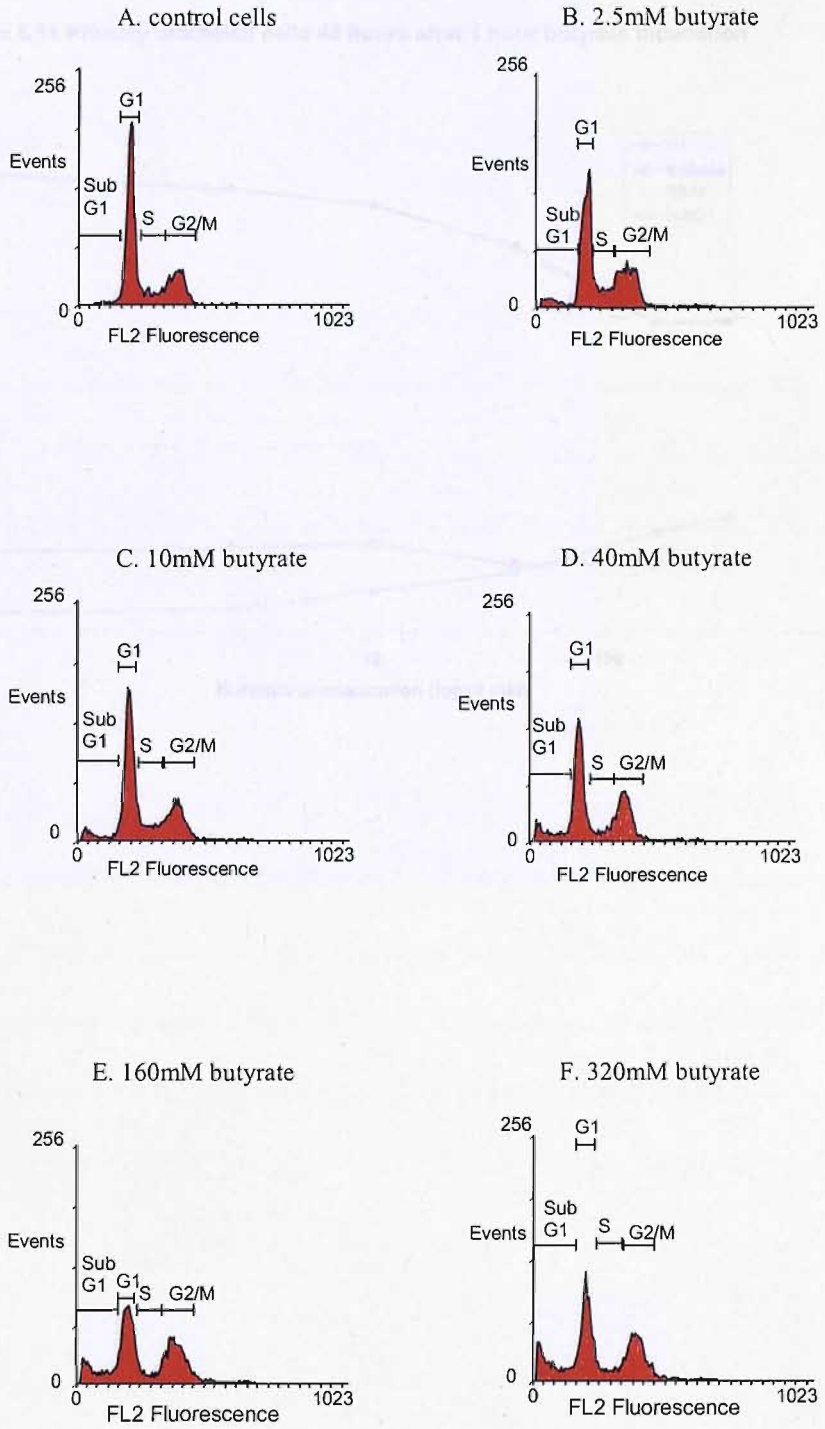 A. control cells
256
G1
Events
Sub
G1
S
G2/M
0
0
1023
FL2 Fluorescence
B. 2.5mM butyrate
256
G1
Events
Sub
G1
S
G2/M
0
0
1023
FL2 Fluorescence
C. 10mM butyrate
256
G1
Events
Sub
G1
S
G2/M
0
0
1023
FL2 Fluorescence
D. 40mM butyrate
256
G1
Events
Sub
G1
S
G2/M
0
0
1023
FL2 Fluorescence
E. 160mM butyrate
256
Events
Sub
G1
G1
S
G2/M
0
0
1023
FL2 Fluorescence
F. 320mM butyrate
256
G1
Sub
G1
S
G2/M
Events
0
0
1023
FL2 Fluorescence